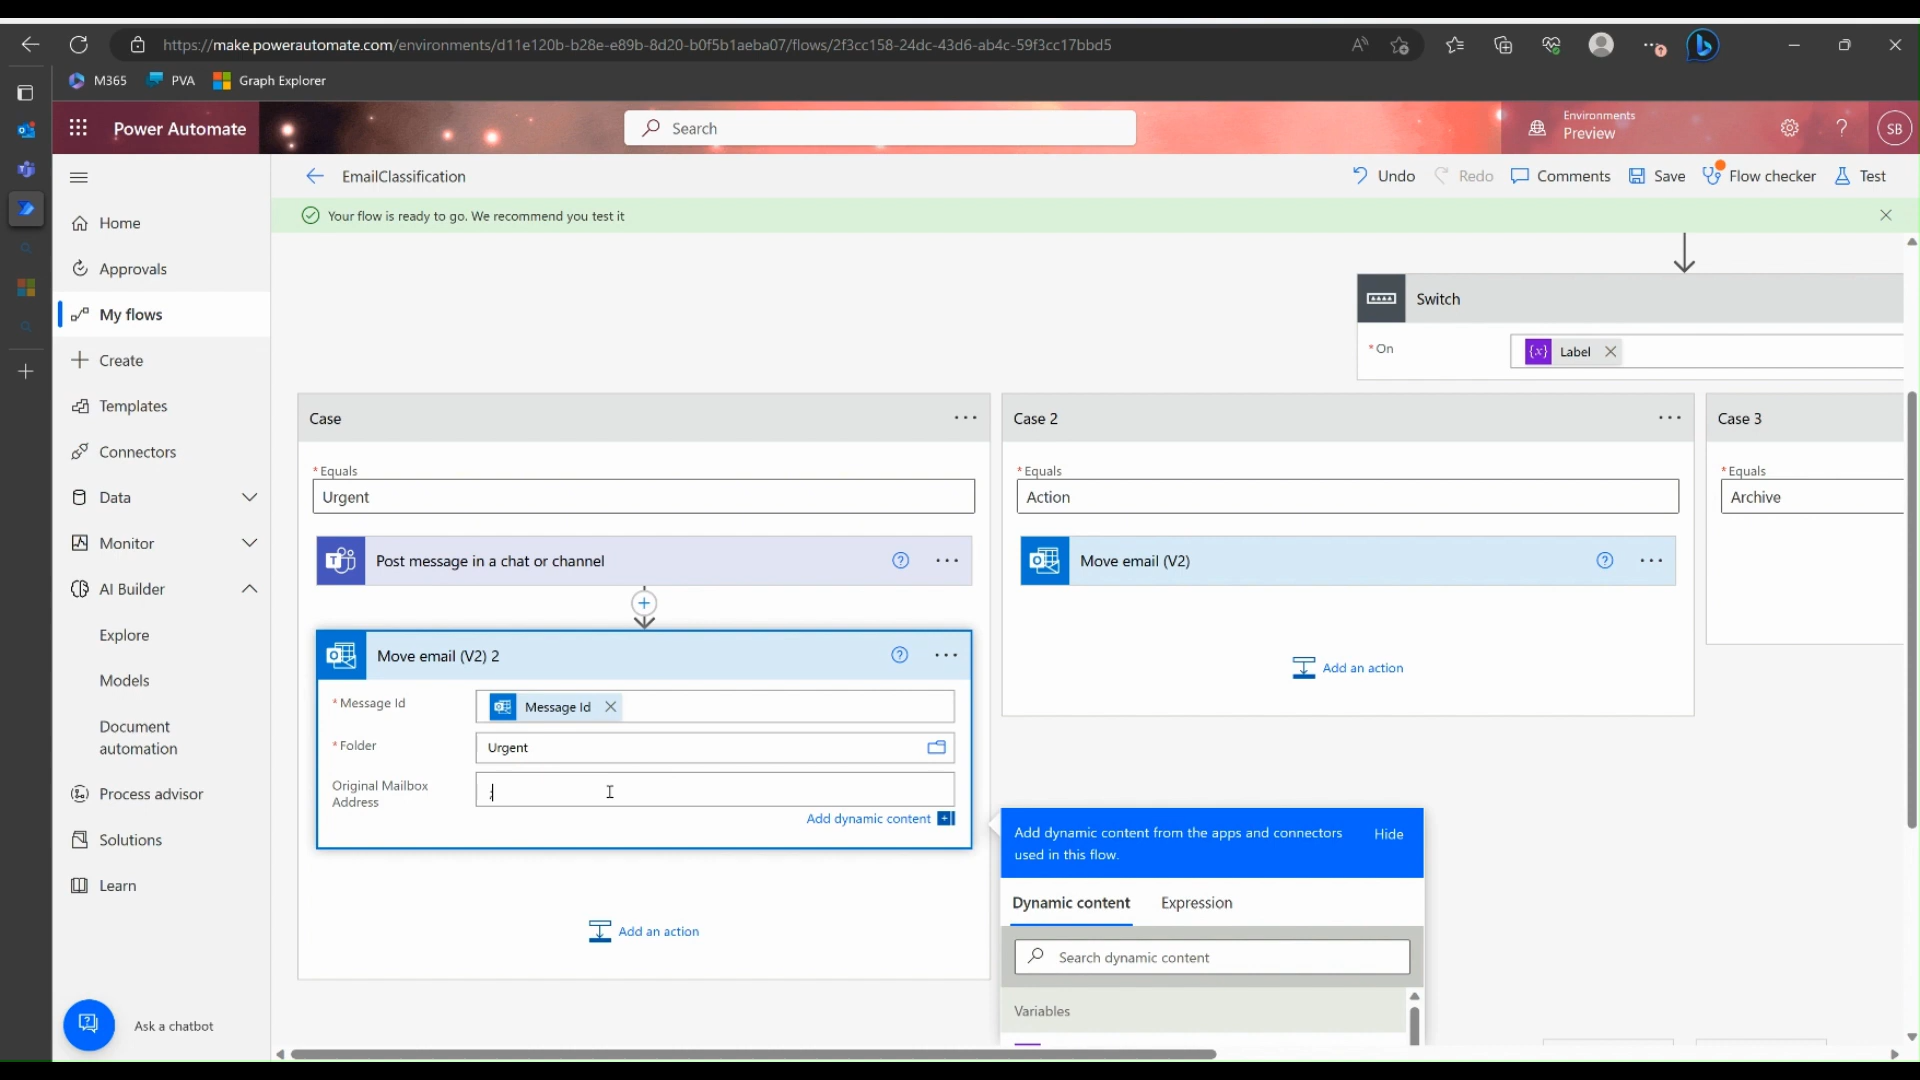 https://make.powerautomate.com/environments/d11e120b-b28e-e89b-8d20-b0f5b1aeba07/flows/2f3cc158-24dc-43d6-ab4c-59f3cc17bbd5
M365 PVA Graph Explorer
Power Automate
Search
Environments
Preview
SB
EmailClassification
Undo Redo Comments Save Flow checker Test
Your flow is ready to go. We recommend you test it
Home
Approvals
My flows
Create
Templates
Connectors
Data
Monitor
AI Builder
Explore
Models
Document
automation
Process advisor
Solutions
Learn
Ask a chatbot
Switch
* On
{x} Label
Case
* Equals
Urgent
Post message in a chat or channel
Move email (V2) 2
* Message Id
Message Id
* Folder
Urgent
Original Mailbox
Address
Add dynamic content
Add an action
Case 2
* Equals
Action
Move email (V2)
Add an action
Case 3
* Equals
Archive
Add dynamic content from the apps and connectors
used in this flow.
Hide
Dynamic content Expression
Search dynamic content
Variables